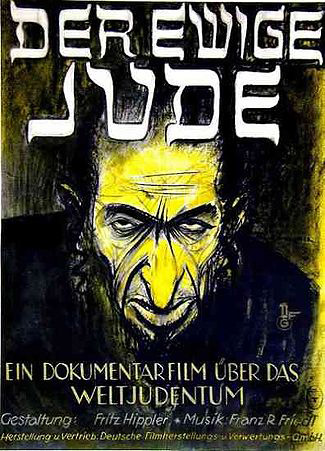 DER EWIGE
JUDE
DFG
EIN DOKUMENTARFILM ÜBER DAS
WELTJUDENTUM
Gestaltung: Fritz Hippler * Musik: Franz R. Friedl
Herstellung u. Vertrieb: Deutsche Filmherstellungs u. Verwertungs-GmbH.